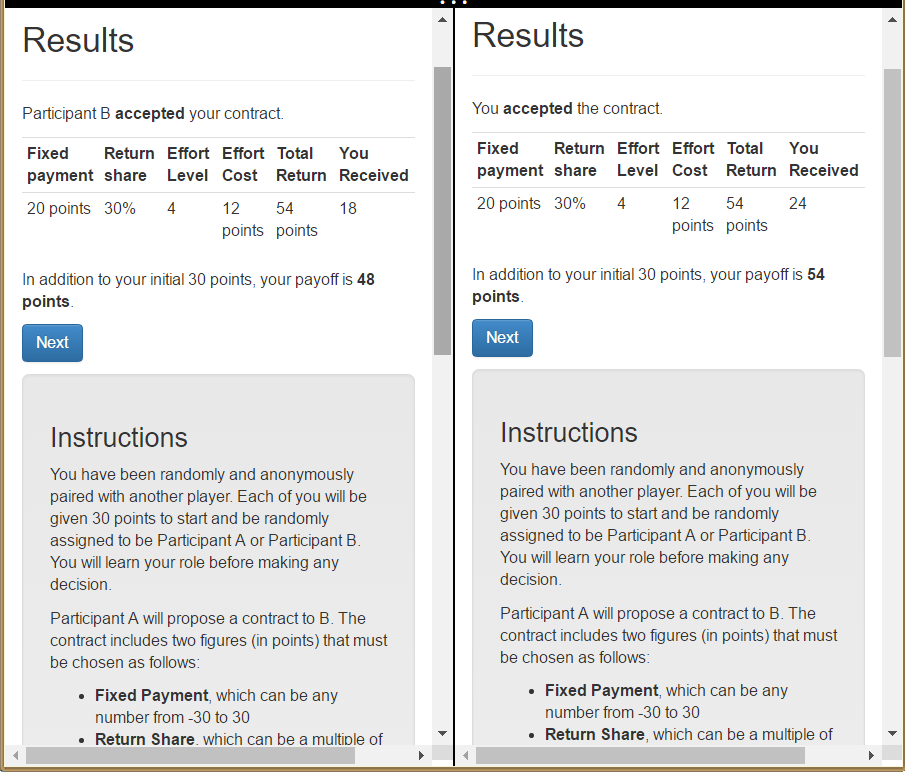 Results
Participant B accepted your contract.
Fixed payment Return share Effort Level Effort Cost Total Return You Received
20 points 30% 4 12 points 54 points 18
In addition to your initial 30 points, your payoff is 48
points.
Next
Instructions
You have been randomly and anonymously
paired with another player. Each of you will be
given 30 points to start and be randomly
assigned to be Participant A or Participant B.
You will learn your role before making any
decision.
Participant A will propose a contract to B. The
contract includes two figures (in points) that must
be chosen as follows:
• Fixed Payment, which can be any
number from -30 to 30
• Return Share, which can be a multiple of
Results
You accepted the contract.
Fixed payment Return share Effort Level Effort Cost Total Return You Received
20 points 30% 4 12 points 54 points 24
In addition to your initial 30 points, your payoff is 54
points.
Next
Instructions
You have been randomly and anonymously
paired with another player. Each of you will be
given 30 points to start and be randomly
assigned to be Participant A or Participant B.
You will learn your role before making any
decision.
Participant A will propose a contract to B. The
contract includes two figures (in points) that must
be chosen as follows:
• Fixed Payment, which can be any
number from -30 to 30
• Return Share, which can be a multiple of